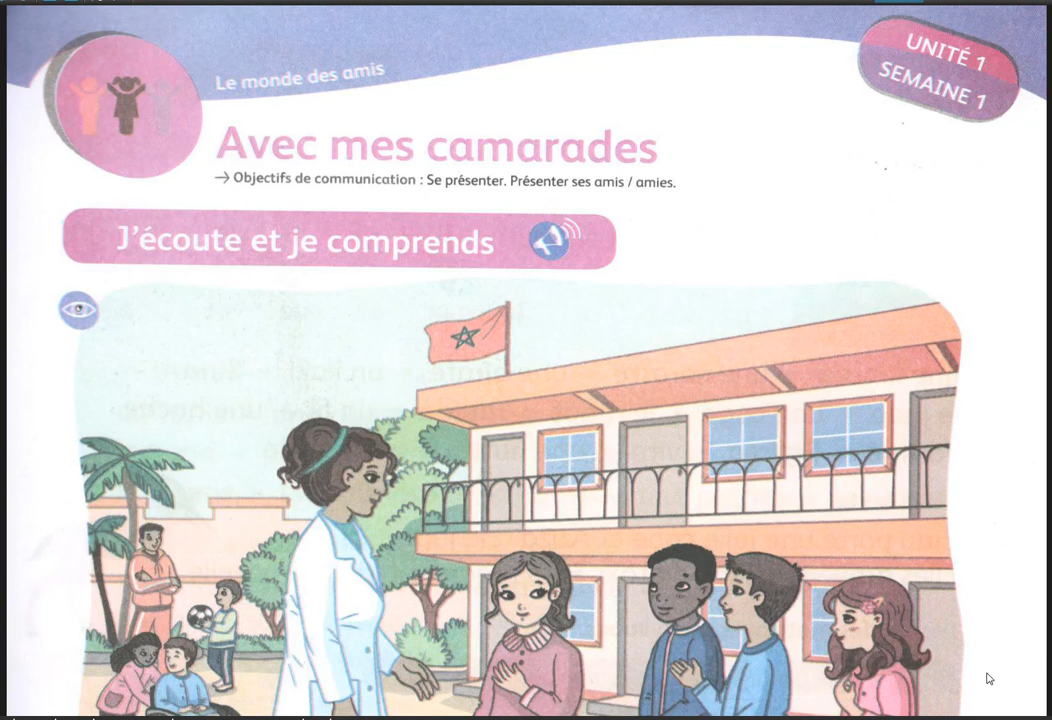 Le monde des amis
UNITÉ 1
SEMAINE 1
Avec mes camarades
→ Objectifs de communication : Se présenter. Présenter ses amis / amies.
J'écoute et je comprends